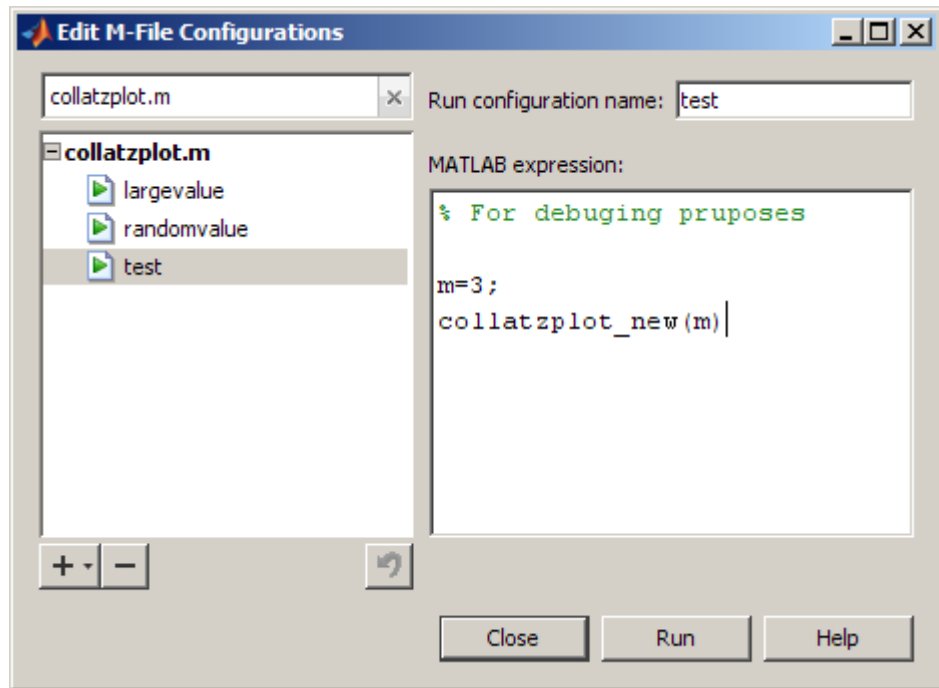 Edit M-File Configurations
collatzplot.m
Run configuration name: test
collatzplot.m
largevalue
randomvalue
test
MATLAB expression:
% For debuging pruposes
m=3;
collatzplot_new(m)
Close
Run
Help